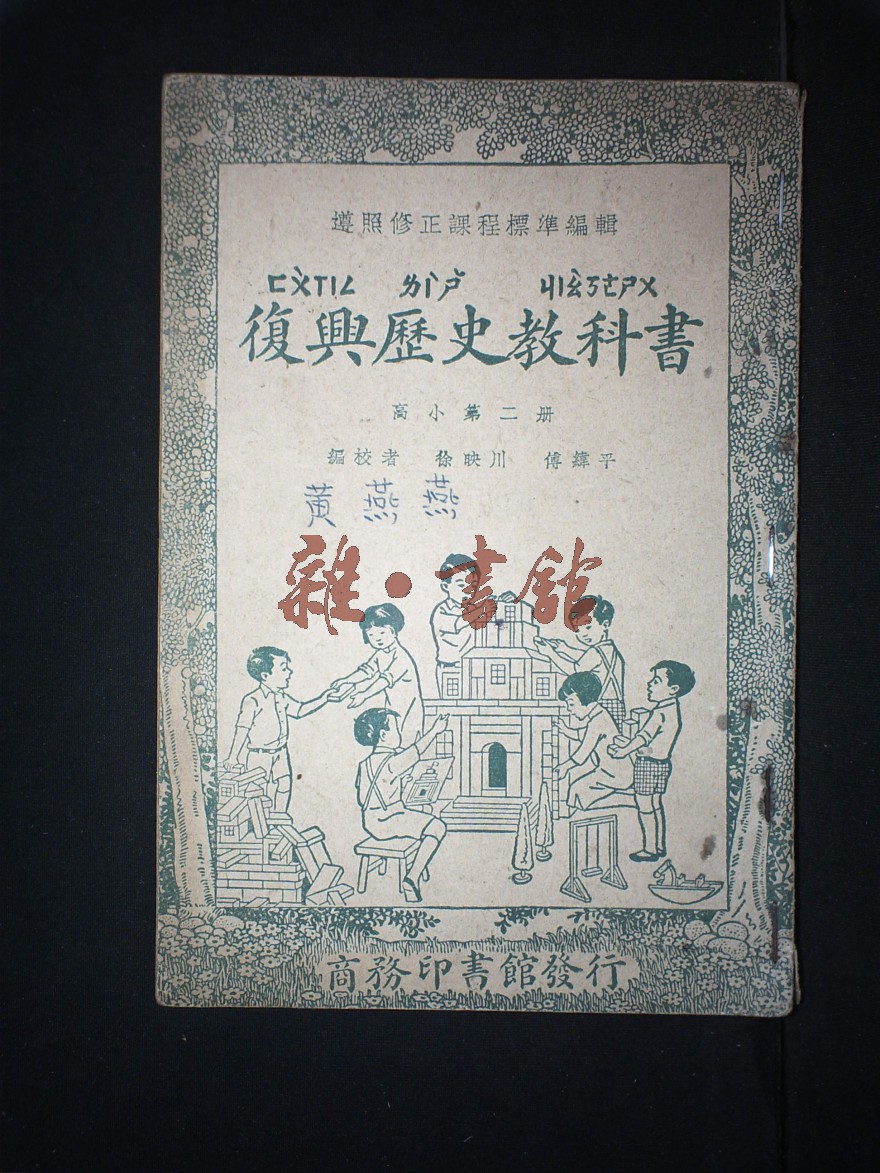 遵照修正課程標準編輯
ㄈㄨˋㄒㄧㄥ ㄌㄧˋㄕˇ ㄐㄧㄠˋㄎㄜㄕㄨ
復興歷史教科書
高小第二册
編校者 徐映川 傅緯平
黃燕燕
雜·書館
商務印書館發行